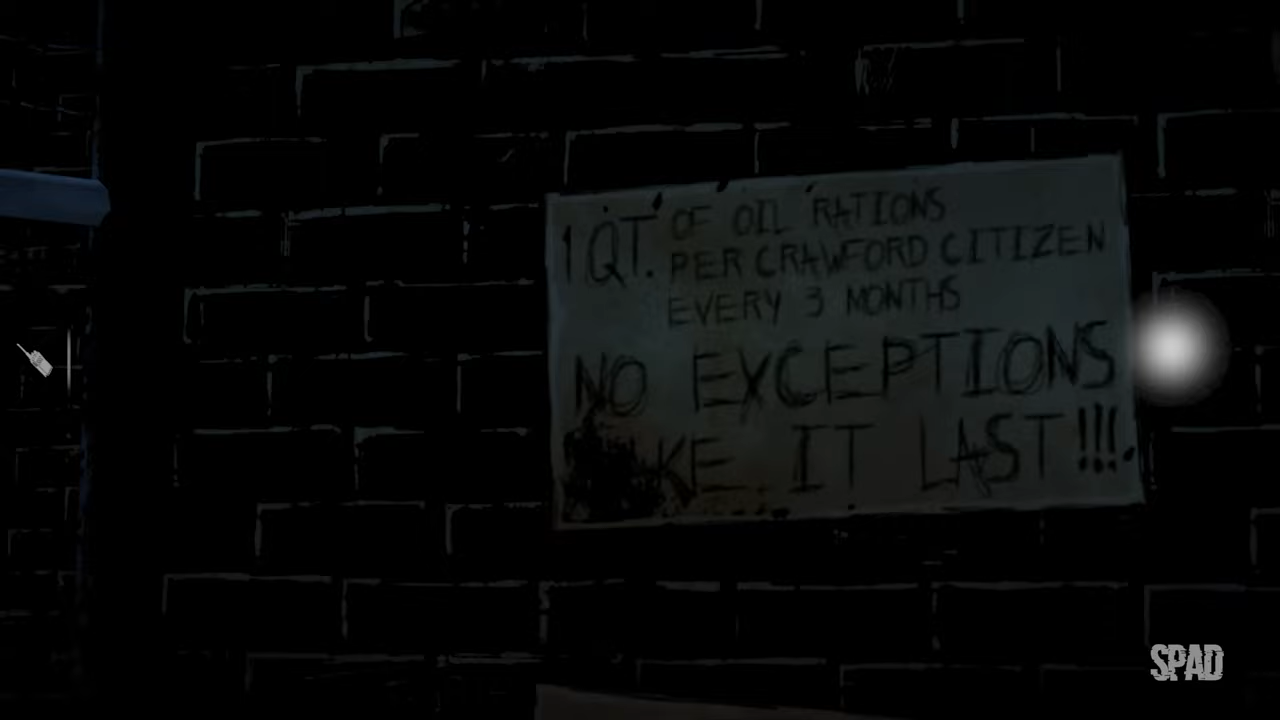 1 QT. OF OIL RATIONS
PER CRAWFORD CITIZEN
EVERY 3 MONTHS
NO EXCEPTIONS
IT LAST!!!
SPAD